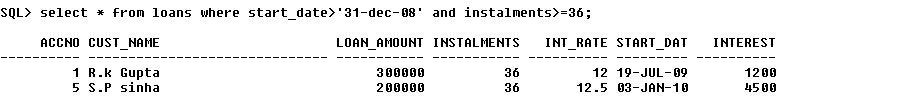 SQL> select * from loans where start_date>'31-dec-08' and instalments>=36;
ACCNO CUST_NAME LOAN_AMOUNT INSTALMENTS INT_RATE START_DAT INTEREST
---------- ------------------------------ ----------- ----------- ---------- --------- ----------
1 R.k Gupta 300000 36 12 19-JUL-09 1200
5 S.P sinha 200000 36 12.5 03-JAN-10 4500